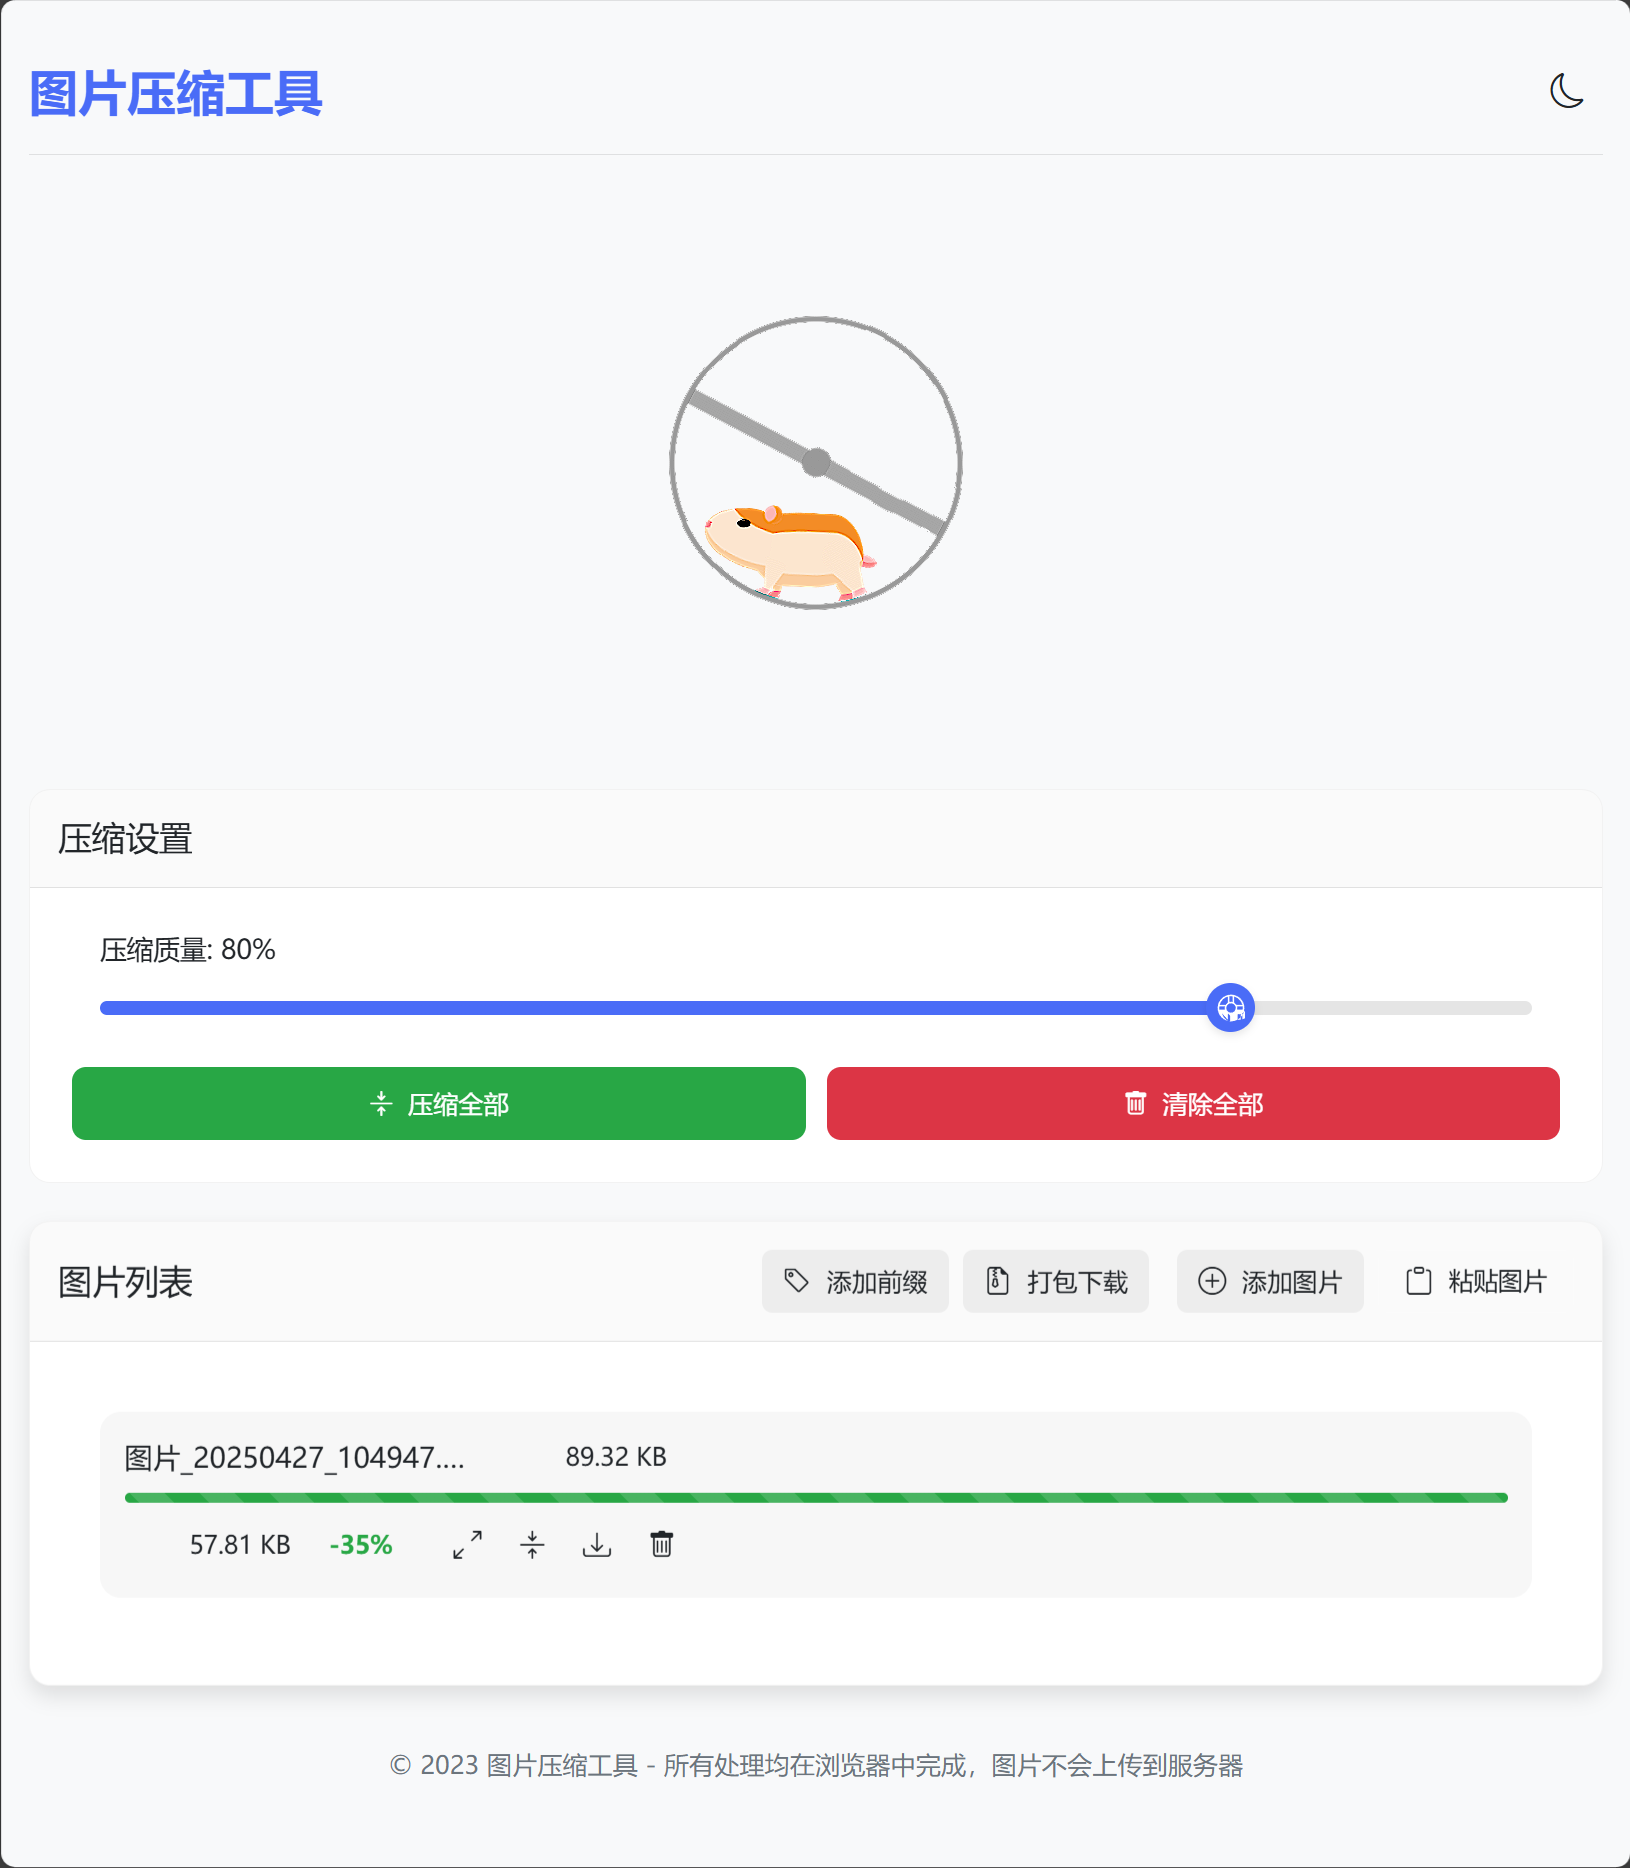 图片压缩工具
压缩设置
压缩质量: 80%
压缩全部
清除全部
图片列表
添加前缀
打包下载
添加图片
粘贴图片
图片_20250427_104947....
89.32 KB
57.81 KB
-35%
© 2023 图片压缩工具 - 所有处理均在浏览器中完成，图片不会上传到服务器